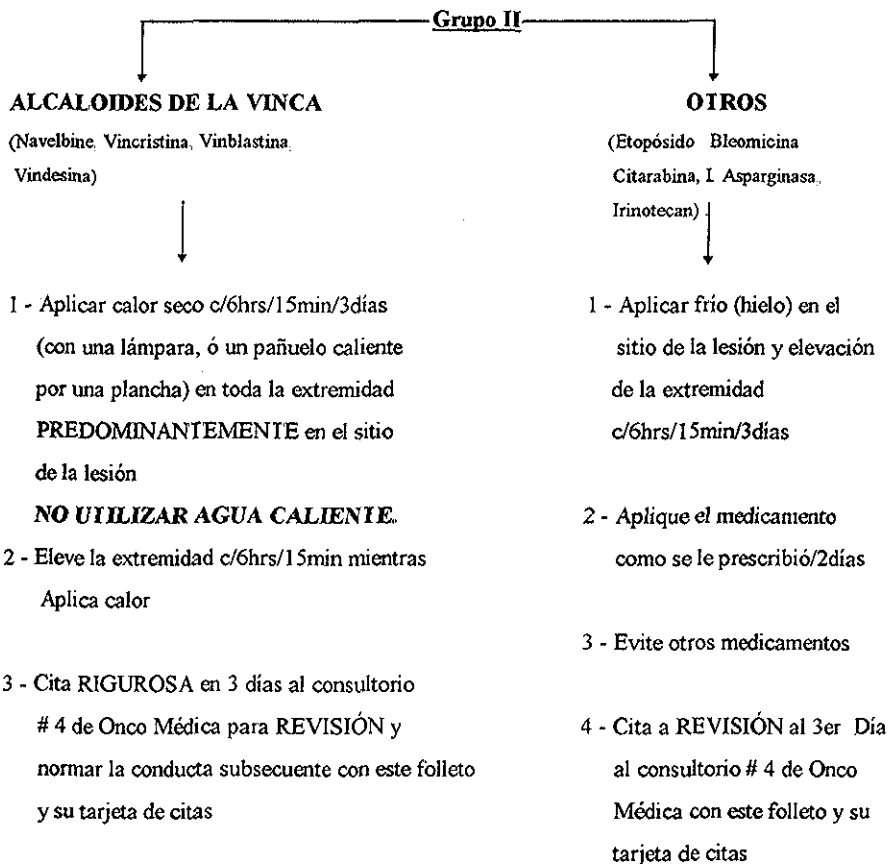 Grupo II
ALCALOIDES DE LA VINCA
(Navelbine, Vincristina, Vinblastina,
Vindesina)
1 - Aplicar calor seco c/6hrs/15min/3días
(con una lámpara, ó un pañuelo caliente
por una plancha) en toda la extremidad
PREDOMINANTEMENTE en el sitio
de la lesión
NO UTILIZAR AGUA CALIENTE.
2 - Eleve la extremidad c/6hrs/15min mientras
Aplica calor
3 - Cita RIGUROSA en 3 días al consultorio
# 4 de Onco Médica para REVISIÓN y
normar la conducta subsecuente con este folleto
y su tarjeta de citas
OTROS
(Etopósido Bleomicina
Citarabina, I Asparginasa,
Irinotecan)
1 - Aplicar frío (hielo) en el
sitio de la lesión y elevación
de la extremidad
c/6hrs/15min/3días
2 - Aplique el medicamento
como se le prescribió/2días
3 - Evite otros medicamentos
4 - Cita a REVISIÓN al 3er Día
al consultorio # 4 de Onco
Médica con este folleto y su
tarjeta de citas